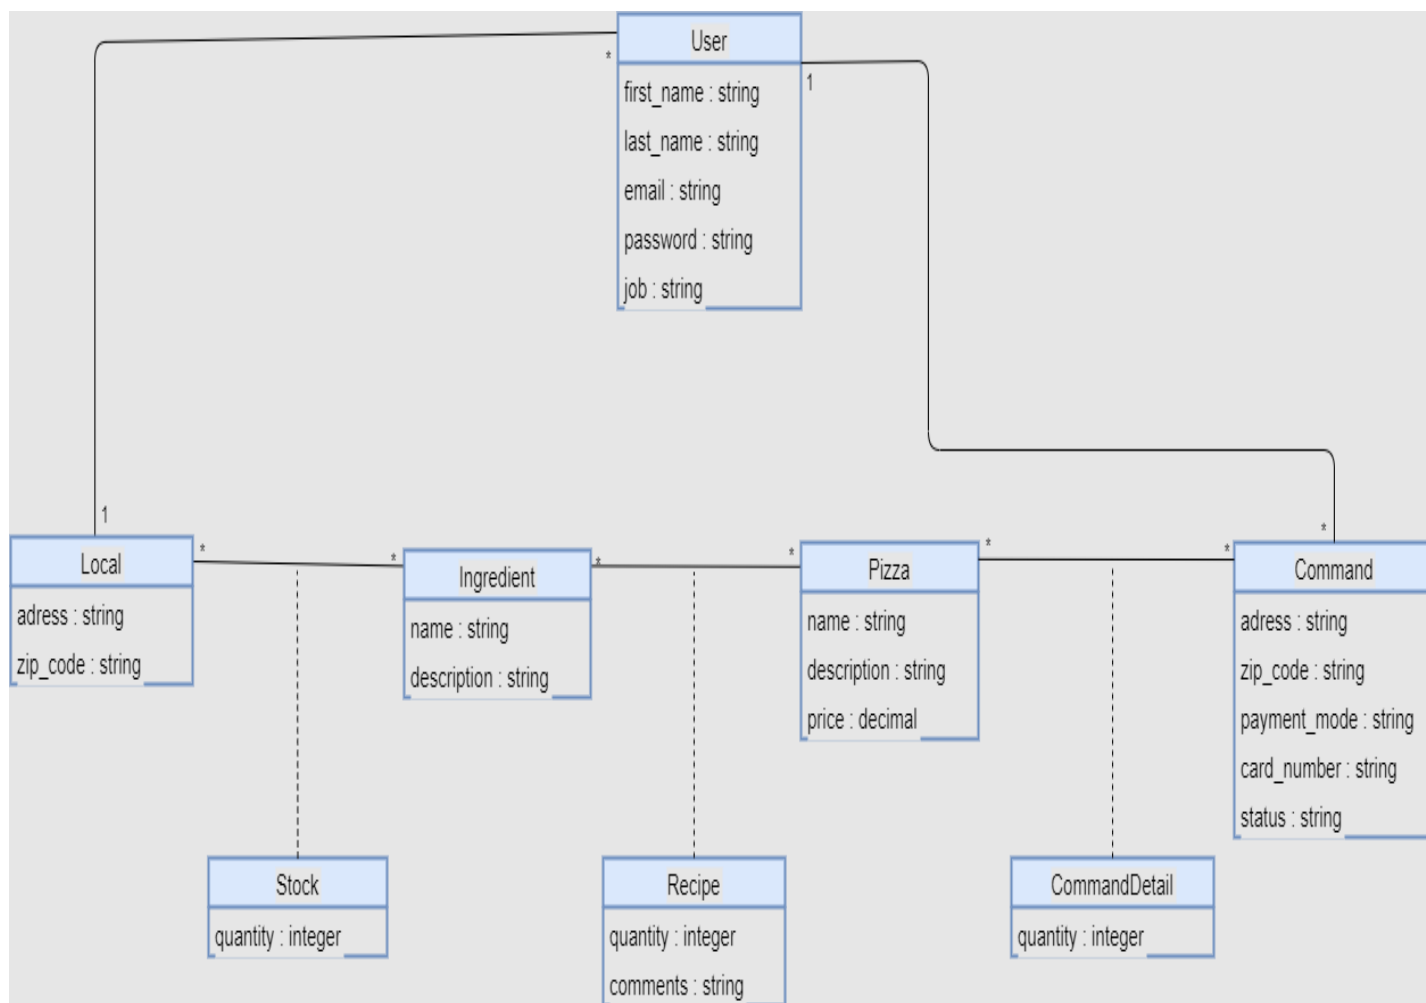 User
*
1
first_name : string
last_name : string
email : string
password : string
job : string
1
*
Local
*
*
Ingredient
*
*
Pizza
*
*
Command
adress : string
zip_code : string
name : string
description : string
name : string
description : string
price : decimal
adress : string
zip_code : string
payment_mode : string
card_number : string
status : string
Stock
quantity : integer
Recipe
quantity : integer
comments : string
CommandDetail
quantity : integer